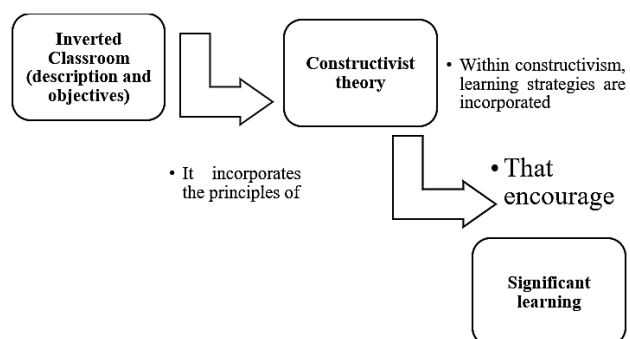 Inverted
Classroom
(description and
objectives)
• It incorporates
the principles of
Constructivist
theory
• Within constructivism,
learning strategies are
incorporated
• That
encourage
Significant
learning